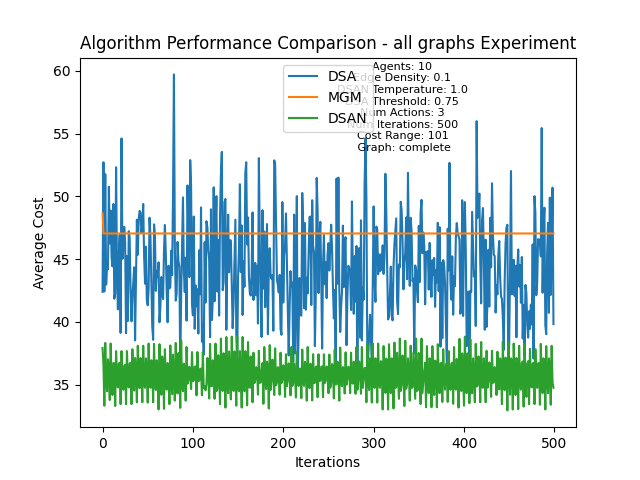 Algorithm Performance Comparison - all graphs Experiment
Average Cost
60
55
50
45
40
35
0
100
200
300
400
500
Iterations
DSA
MGM
DSAN
Agents: 10
Edge Density: 0.1
DSAN Temperature: 1.0
DSA Threshold: 0.75
Num Actions: 3
Num Iterations: 500
Cost Range: 101
Graph: complete